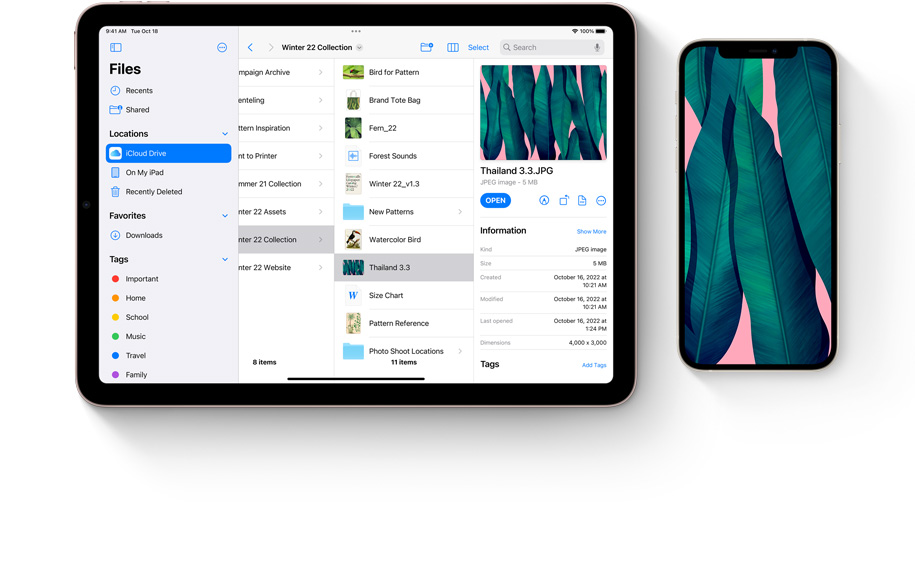 9:41 AM Tue Oct 18
100%
Files
Recents
Shared
Locations
iCloud Drive
On My iPad
Recently Deleted
Favorites
Downloads
Tags
Important
Home
School
Music
Travel
Family
Winter 22 Collection
Select
Search
mpaign Archive
enteling
ttern Inspiration
nt to Printer
mmer 21 Collection
nter 22 Assets
nter 22 Collection
nter 22 Website
8 items
Bird for Pattern
Brand Tote Bag
Fern_22
Forest Sounds
Winter 22_v1.3
New Patterns
Watercolor Bird
Thailand 3.3
W
Size Chart
Pattern Reference
Photo Shoot Locations
11 items
Thailand 3.3.JPG
JPEG image - 5 MB
OPEN
Information
Show More
Kind
JPEG image
Size
5 MB
Created
October 16, 2022 at
10:21 AM
Modified
October 16, 2022 at
10:21 AM
Last opened
October 16, 2022 at
1:24 PM
Dimensions
4,000 x 3,000
Tags
Add Tags